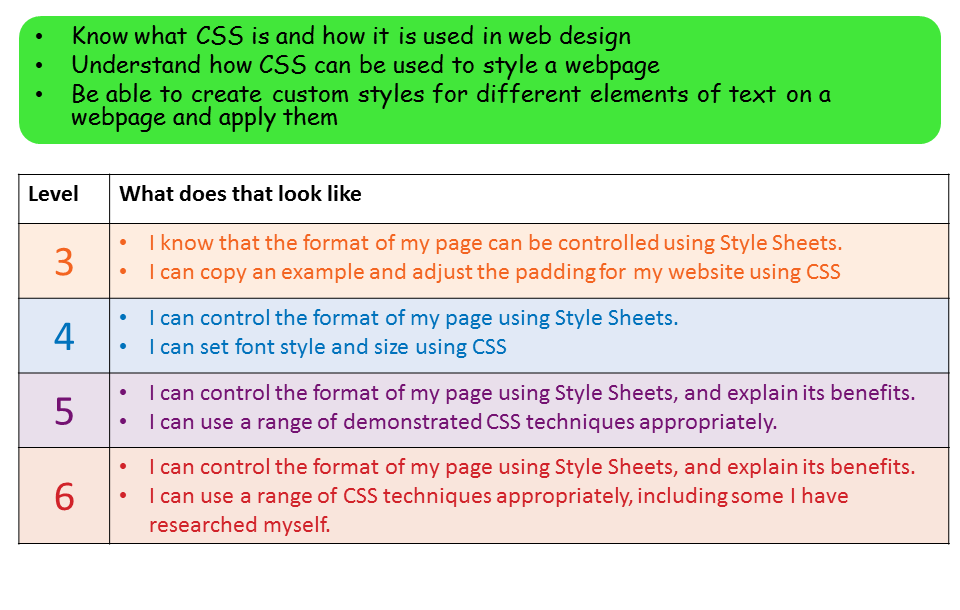 • Know what CSS is and how it is used in web design
• Understand how CSS can be used to style a webpage
• Be able to create custom styles for different elements of text on a
webpage and apply them
Level What does that look like
3
• I know that the format of my page can be controlled using Style Sheets.
• I can copy an example and adjust the padding for my website using CSS
4
• I can control the format of my page using Style Sheets.
• I can set font style and size using CSS
5
• I can control the format of my page using Style Sheets, and explain its benefits.
• I can use a range of demonstrated CSS techniques appropriately.
6
• I can control the format of my page using Style Sheets, and explain its benefits.
• I can use a range of CSS techniques appropriately, including some I have
researched myself.